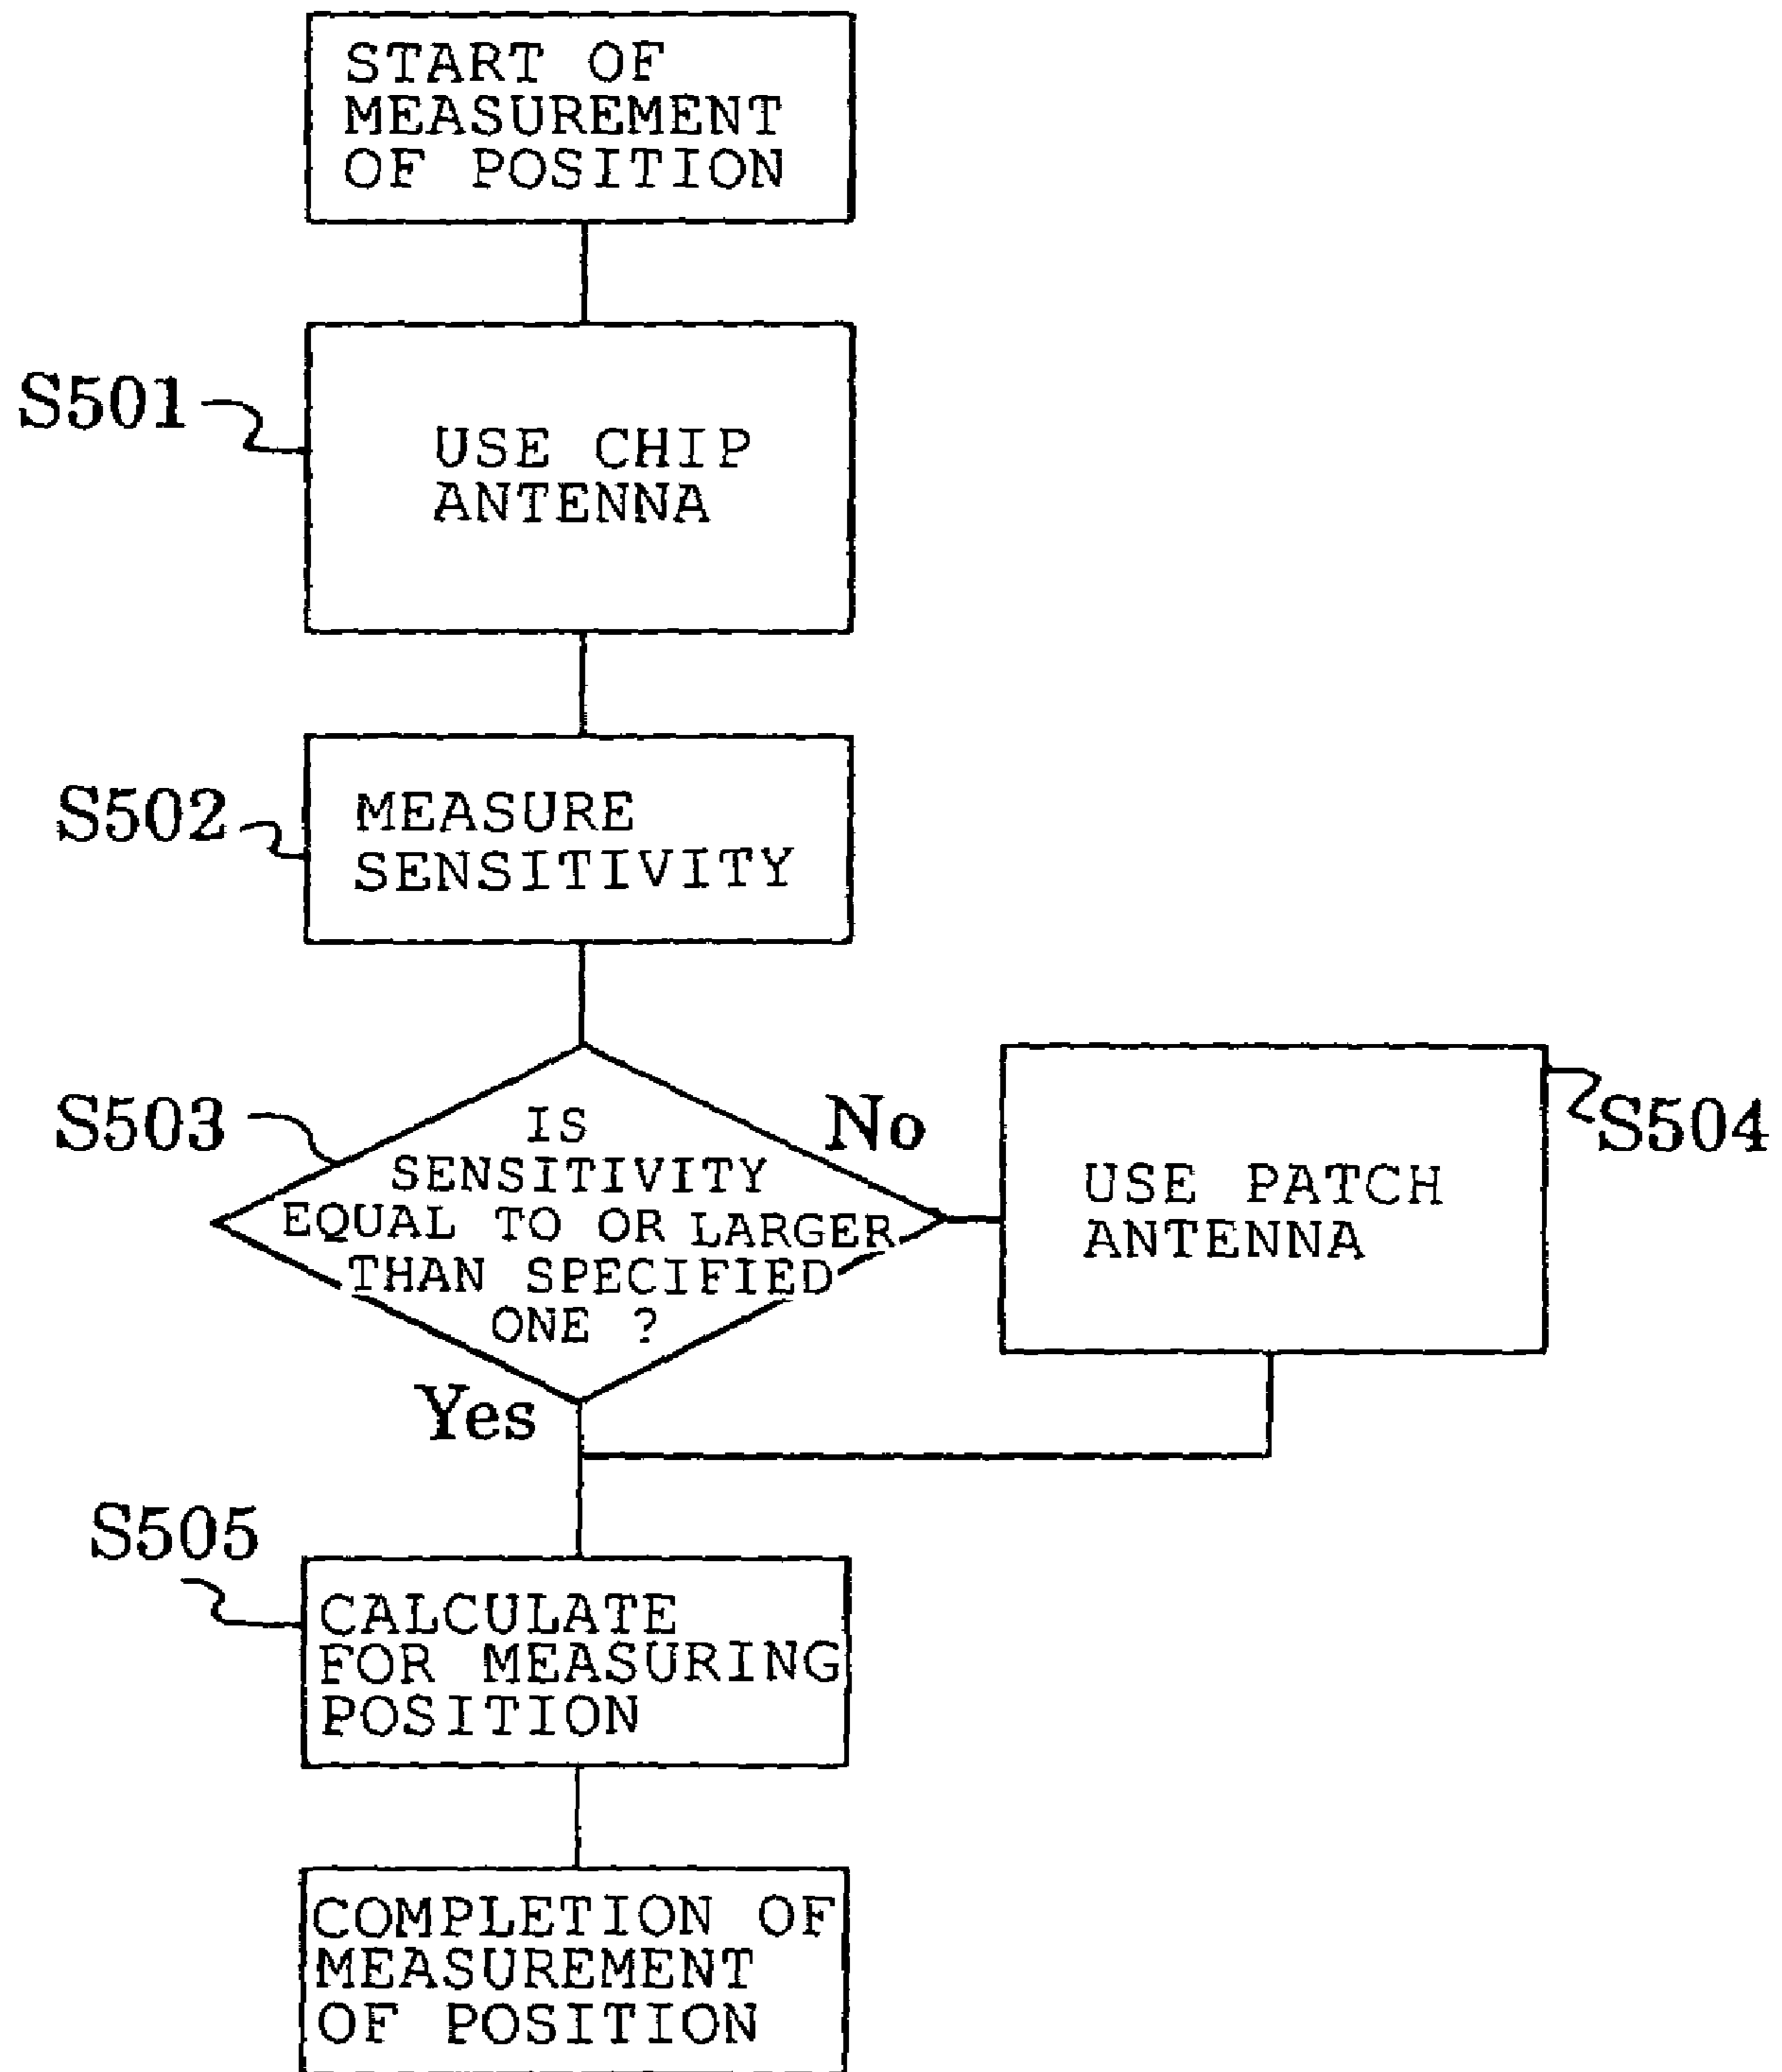 START OF
MEASUREMENT
OF POSITION
S501
USE CHIP
ANTENNA
S502
MEASURE
SENSITIVITY
S503
IS
SENSITIVITY
EQUAL TO OR LARGER
THAN SPECIFIED
ONE ?
No
S504
USE PATCH
ANTENNA
Yes
S505
CALCULATE
FOR MEASURING
POSITION
COMPLETION OF
MEASUREMENT
OF POSITION